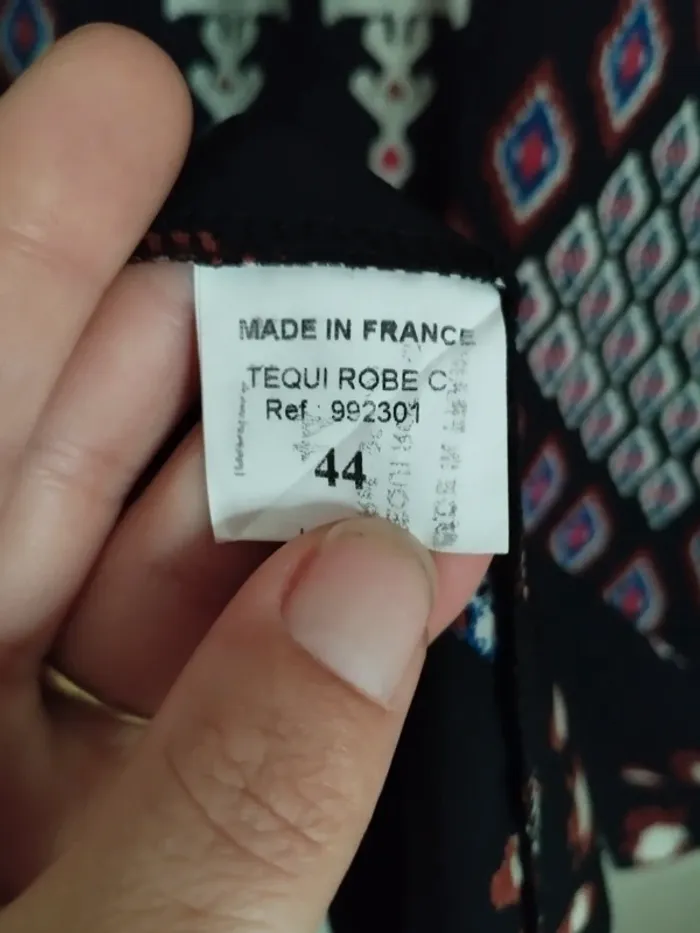 MADE IN FRANCE
TEQUI ROBE C
Ref : 992301
44